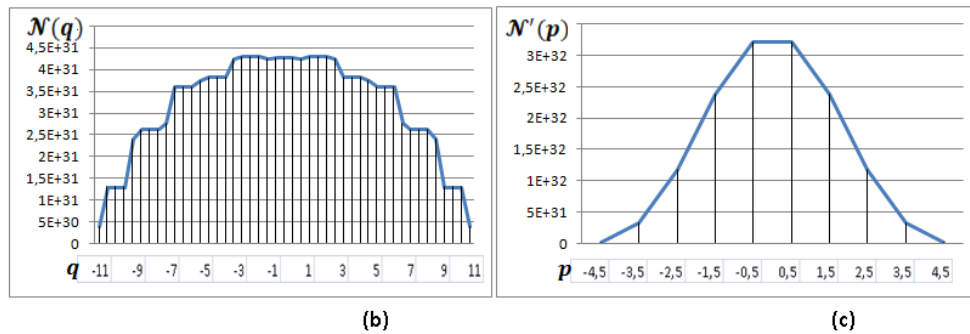 𝒩(q)
4,5E+31
4E+31
3,5E+31
3E+31
2,5E+31
2E+31
1,5E+31
1E+31
5E+30
0
q -11 -9 -7 -5 -3 -1 1 3 5 7 9 11
(b)
𝒩'(p)
3E+32
2,5E+32
2E+32
1,5E+32
1E+32
5E+31
0
p -4,5 -3,5 -2,5 -1,5 -0,5 0,5 1,5 2,5 3,5 4,5
(c)